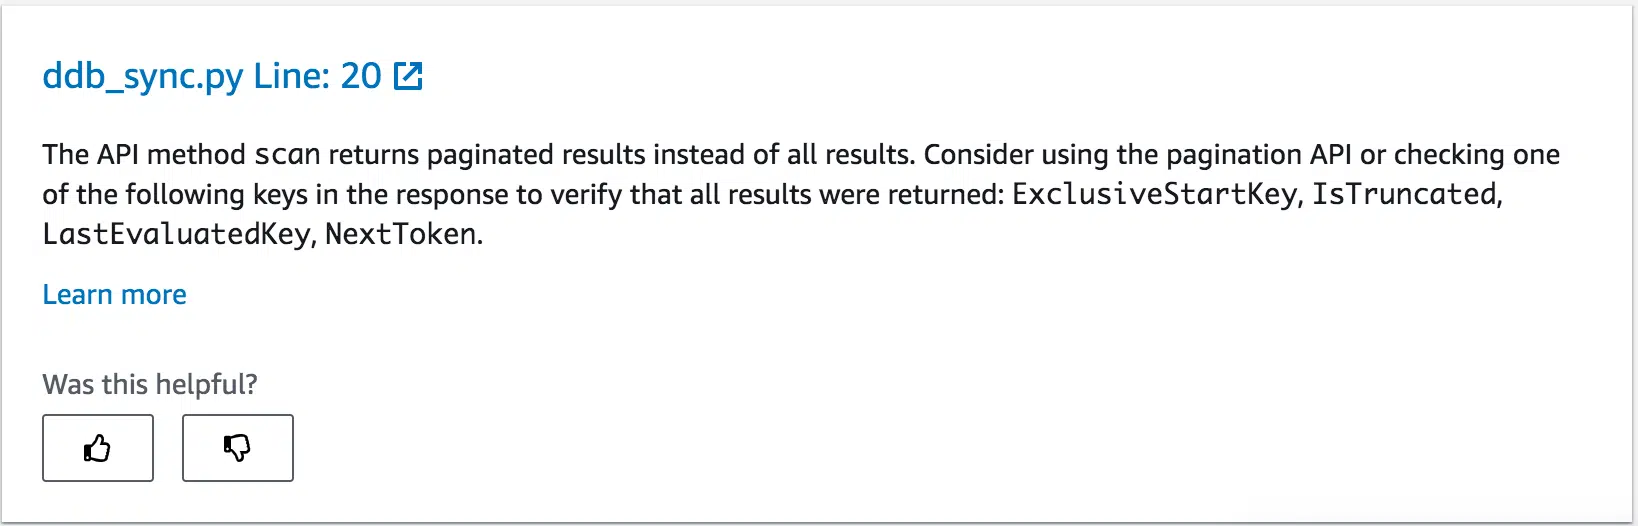 ddb_sync.py Line: 20
The API method scan returns paginated results instead of all results. Consider using the pagination API or checking one
of the following keys in the response to verify that all results were returned: ExclusiveStartKey, IsTruncated,
LastEvaluatedKey, NextToken.
Learn more
Was this helpful?